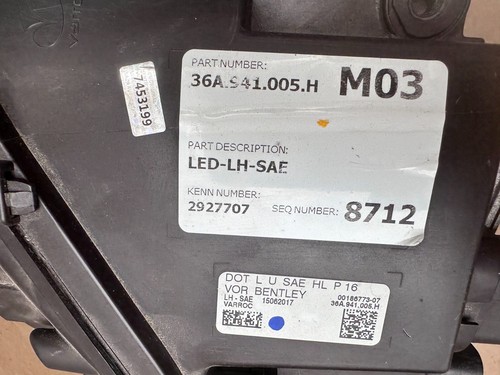 7453199
PART NUMBER:
36A.941.005.H M03
PART DESCRIPTION:
LED-LH-SAE
KENN NUMBER:
2927707 SEQ NUMBER: 8712
DOT L U SAE HL P 16
VOR BENTLEY
LH - SAE 15062017 00186773-07
VARROC 36A.941.005.H